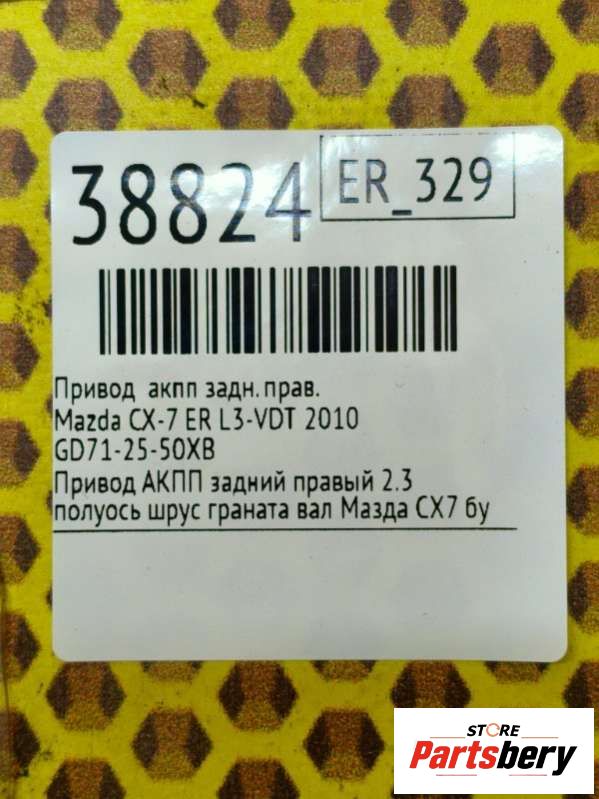 38824 ER_329
Привод акпп задн. прав.
Mazda CX-7 ER L3-VDT 2010
GD71-25-50XB
Привод АКПП задний правый 2.3
полуось шрус граната вал Мазда СХ7 бу
STORE
Partsbery